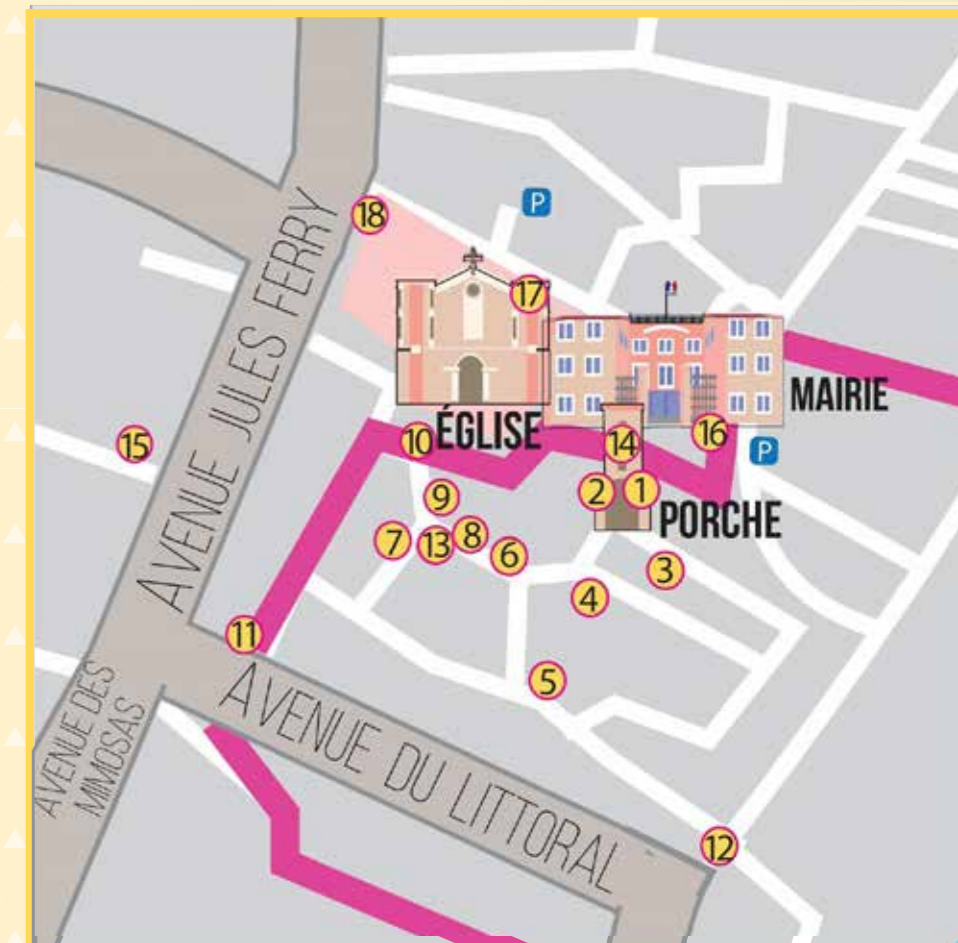 18
P
17
AVENUE JULES FERRY
MAIRIE
10
ÉGLISE
14
16
15
P
9
2
1
PORCHE
7
13
8
6
3
4
11
5
AVENUE DES
MIMOSAS
AVENUE DU LITTORAL
12